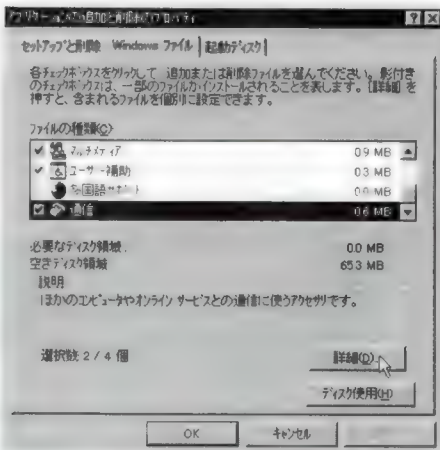 アプリケーションの追加と削除のプロパティ
セットアップと削除 Windows ファイル 起動ディスク
各チェックボックスをクリックして 追加または削除ファイルを選んでください。影付き
のチェックボックスは、一部のファイルがインストールされることを表します。[詳細] を
押すと、含まれるファイルを個別に設定できます。
ファイルの種類(C)
マルチメディア 0.9 MB
ユーザー補助 0.3 MB
多国語サポート 0.0 MB
通信 0.6 MB
必要なディスク領域: 0.0 MB
空きディスク領域 65.3 MB
説明
ほかのコンピュータやオンライン サービスとの通信に使うアクセサリです。
選択数 2 / 4 個
詳細(D)...
ディスク使用(H)
OK キャンセル